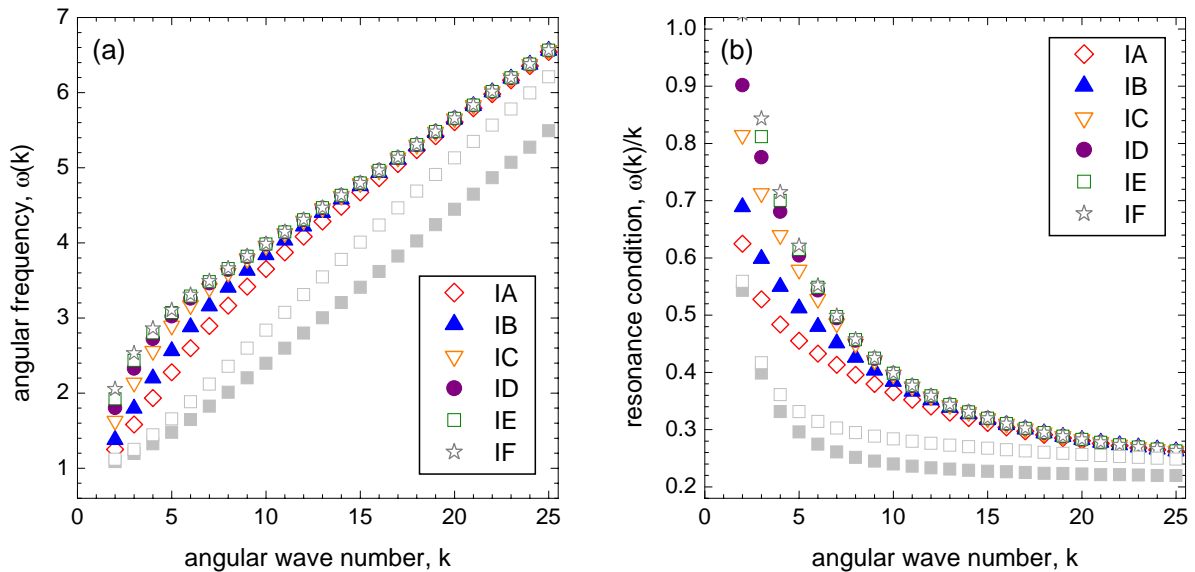 (a)
7
6
5
4
3
2
1
angular frequency, ω(k)
IA
IB
IC
ID
IE
IF
0 5 10 15 20 25
angular wave number, k
(b)
1.0
0.9
0.8
0.7
0.6
0.5
0.4
0.3
0.2
resonance condition, ω(k)/k
IA
IB
IC
ID
IE
IF
0 5 10 15 20 25
angular wave number, k